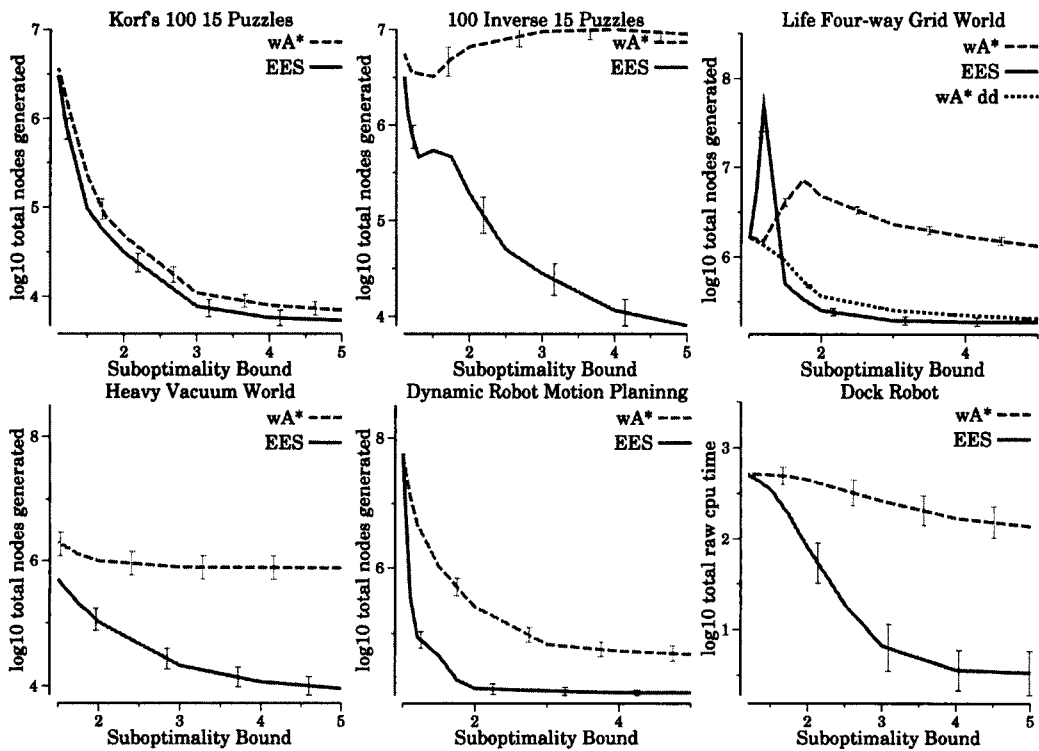 Korf's 100 15 Puzzles
7
wA*
EES
6
5
4
log10 total nodes generated
2 3 4 5
Suboptimality Bound
100 Inverse 15 Puzzles
7
wA*
EES
6
5
4
log10 total nodes generated
2 3 4 5
Suboptimality Bound
Life Four-way Grid World
wA*
8
EES
wA* dd
7
6
log10 total nodes generated
2 4
Suboptimality Bound
Heavy Vacuum World
wA*
8
EES
6
4
log10 total nodes generated
2 3 4 5
Suboptimality Bound
Dynamic Robot Motion Planinng
wA*
8
EES
6
log10 total nodes generated
2 3 4 5
Suboptimality Bound
Dock Robot
wA*
3
EES
2
1
log10 total raw cpu time
2 3 4 5
Suboptimality Bound